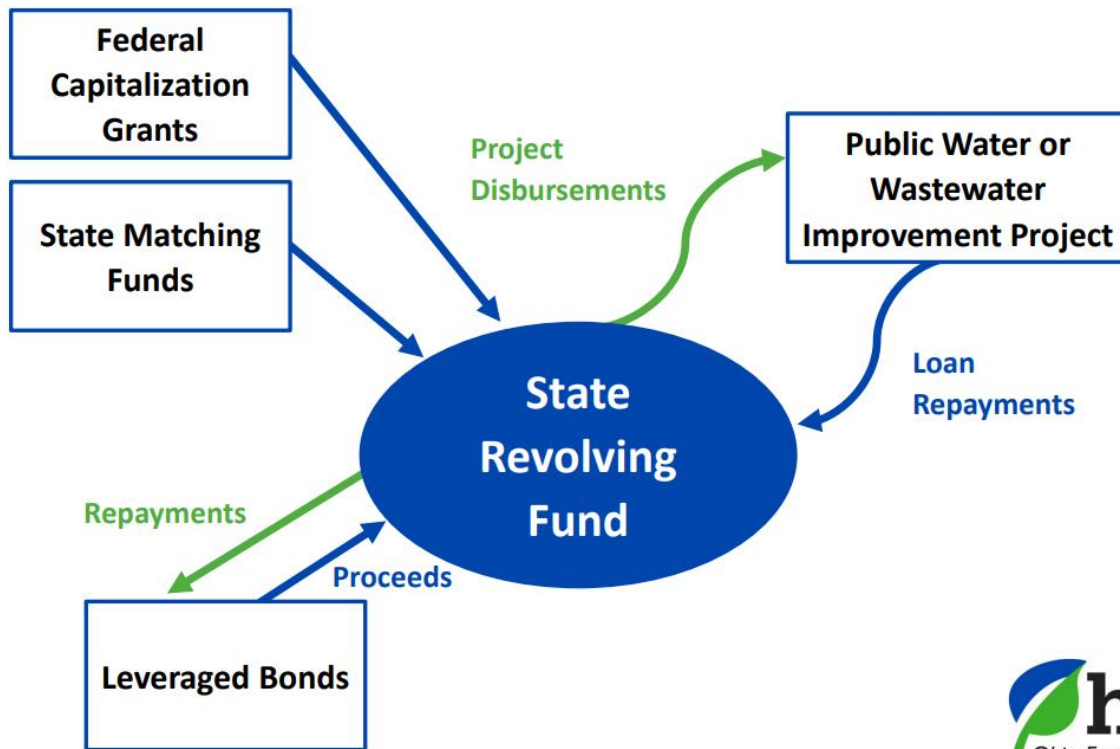 Federal
Capitalization
Grants
State Matching
Funds
Project
Disbursements
Public Water or
Wastewater
Improvement Project
Loan
Repayments
State
Revolving
Fund
Repayments
Proceeds
Leveraged Bonds